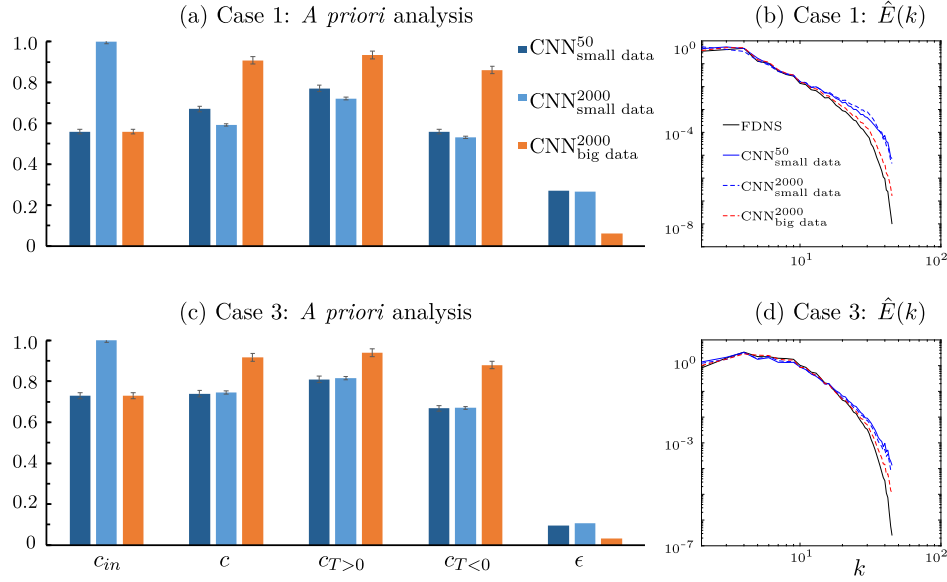 (a) Case 1: A priori analysis
1.0
0.8
0.6
0.4
0.2
0
CNN^50_small data
CNN^2000_small data
CNN^2000_big data
(b) Case 1: Ê(k)
10^0
10^-4
10^-8
FDNS
CNN^50_small data
CNN^2000_small data
CNN^2000_big data
10^1
10^2
(c) Case 3: A priori analysis
1.0
0.8
0.6
0.4
0.2
0
c_in
c
c_T>0
c_T<0
ϵ
(d) Case 3: Ê(k)
10^0
10^-3
10^-7
10^1
10^2
k